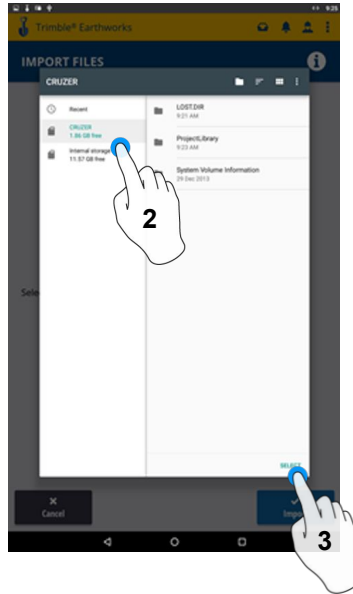 9:25
Trimble® Earthworks
IMPORT FILES
CRUZER
Recent
CRUZER
1.86 GB free
Internal storage
11.57 GB free
LOST.DIR
9:21 AM
ProjectLibrary
9:23 AM
System Volume Information
29 Dec 2013
2
Sele
SELECT
Cancel
Impo
3